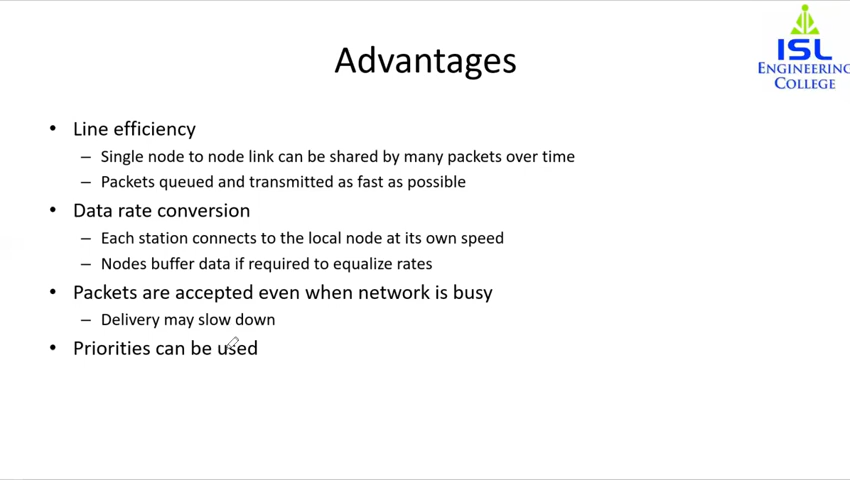 Advantages
ISL
ENGINEERING
COLLEGE
• Line efficiency
– Single node to node link can be shared by many packets over time
– Packets queued and transmitted as fast as possible
• Data rate conversion
– Each station connects to the local node at its own speed
– Nodes buffer data if required to equalize rates
• Packets are accepted even when network is busy
– Delivery may slow down
• Priorities can be used